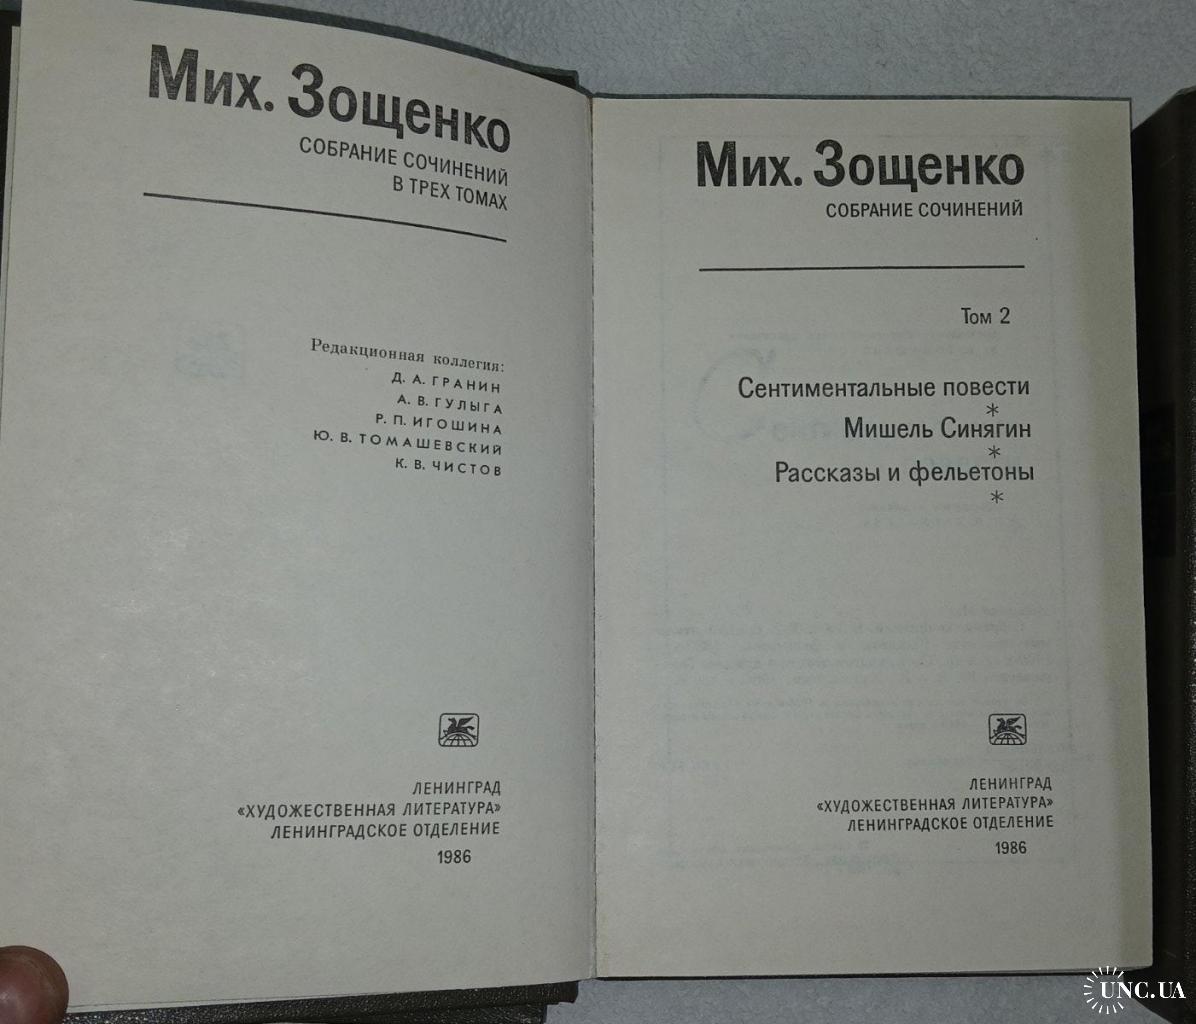 Мих. Зощенко
СОБРАНИЕ СОЧИНЕНИЙ
В ТРЕХ ТОМАХ
Редакционная коллегия:
Д. А. ГРАНИН
А. В. ГУЛЫГА
Р. П. ИГОШИНА
Ю. В. ТОМАШЕВСКИЙ
К. В. ЧИСТОВ
ЛЕНИНГРАД
«ХУДОЖЕСТВЕННАЯ ЛИТЕРАТУРА»
ЛЕНИНГРАДСКОЕ ОТДЕЛЕНИЕ
1986
Мих. Зощенко
СОБРАНИЕ СОЧИНЕНИЙ
Том 2
Сентиментальные повести
*
Мишель Синягин
*
Рассказы и фельетоны
*
ЛЕНИНГРАД
«ХУДОЖЕСТВЕННАЯ ЛИТЕРАТУРА»
ЛЕНИНГРАДСКОЕ ОТДЕЛЕНИЕ
1986
UNC.UA